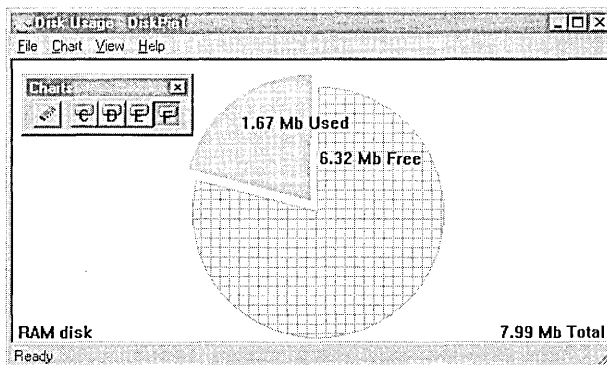 Disk Usage - DiskPie1
File Chart View Help
Charts
C D E F
1.67 Mb Used
6.32 Mb Free
RAM disk
7.99 Mb Total
Ready